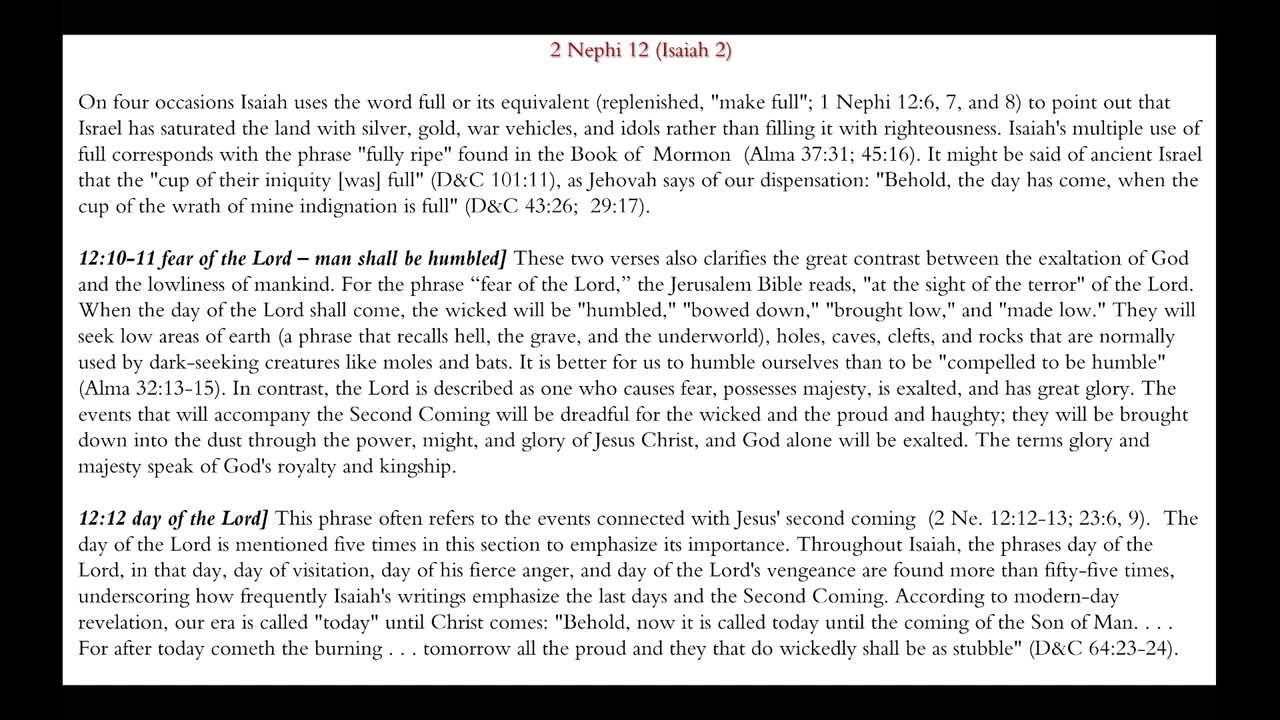 2 Nephi 12 (Isaiah 2)
On four occasions Isaiah uses the word full or its equivalent (replenished, "make full"; 1 Nephi 12:6, 7, and 8) to point out that
Israel has saturated the land with silver, gold, war vehicles, and idols rather than filling it with righteousness. Isaiah's multiple use of
full corresponds with the phrase "fully ripe" found in the Book of Mormon (Alma 37:31; 45:16). It might be said of ancient Israel
that the "cup of their iniquity [was] full" (D&C 101:11), as Jehovah says of our dispensation: "Behold, the day has come, when the
cup of the wrath of mine indignation is full" (D&C 43:26; 29:17).
12:10-11 fear of the Lord – man shall be humbled] These two verses also clarifies the great contrast between the exaltation of God
and the lowliness of mankind. For the phrase “fear of the Lord,” the Jerusalem Bible reads, "at the sight of the terror" of the Lord.
When the day of the Lord shall come, the wicked will be "humbled," "bowed down," "brought low," and "made low." They will
seek low areas of earth (a phrase that recalls hell, the grave, and the underworld), holes, caves, clefts, and rocks that are normally
used by dark-seeking creatures like moles and bats. It is better for us to humble ourselves than to be "compelled to be humble"
(Alma 32:13-15). In contrast, the Lord is described as one who causes fear, possesses majesty, is exalted, and has great glory. The
events that will accompany the Second Coming will be dreadful for the wicked and the proud and haughty; they will be brought
down into the dust through the power, might, and glory of Jesus Christ, and God alone will be exalted. The terms glory and
majesty speak of God's royalty and kingship.
12:12 day of the Lord] This phrase often refers to the events connected with Jesus' second coming (2 Ne. 12:12-13; 23:6, 9). The
day of the Lord is mentioned five times in this section to emphasize its importance. Throughout Isaiah, the phrases day of the
Lord, in that day, day of visitation, day of his fierce anger, and day of the Lord's vengeance are found more than fifty-five times,
underscoring how frequently Isaiah's writings emphasize the last days and the Second Coming. According to modern-day
revelation, our era is called "today" until Christ comes: "Behold, now it is called today until the coming of the Son of Man. . . .
For after today cometh the burning . . . tomorrow all the proud and they that do wickedly shall be as stubble" (D&C 64:23-24).